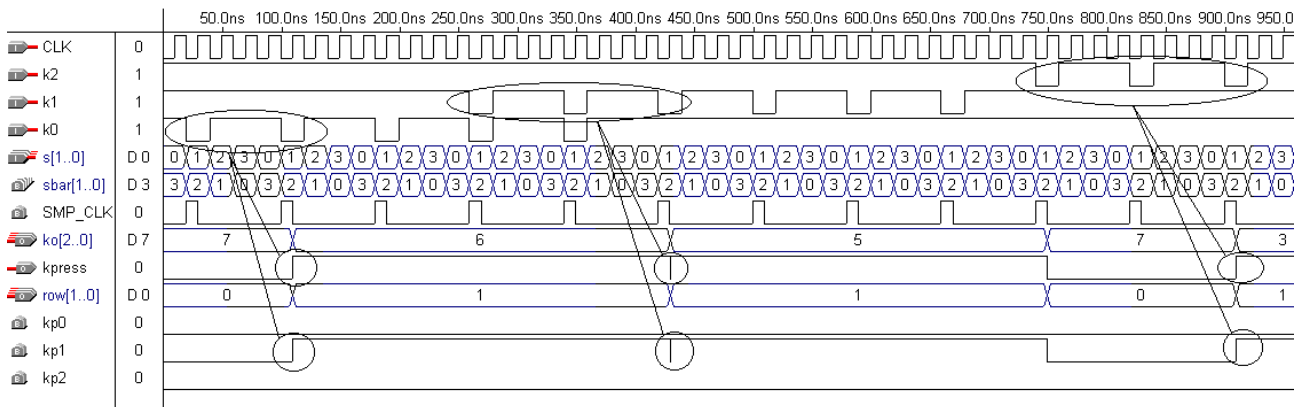 50.0ns 100.0ns 150.0ns 200.0ns 250.0ns 300.0ns 350.0ns 400.0ns 450.0ns 500.0ns 550.0ns 600.0ns 650.0ns 700.0ns 750.0ns 800.0ns 850.0ns 900.0ns 950.0
CLK 0
k2 1
k1 1
k0 1
s[1..0] D 0 0 1 2 3 0 1 2 3 0 1 2 3 0 1 2 3 0 1 2 3 0 1 2 3 0 1 2 3 0 1 2 3 0 1 2 3 0 1 2 3 0 1 2 3 0 1 2 3
sbar[1..0] D 3 3 2 1 0 3 2 1 0 3 2 1 0 3 2 1 0 3 2 1 0 3 2 1 0 3 2 1 0 3 2 1 0 3 2 1 0 3 2 1 0 3 2 1 0 3 2 1 0
SMP_CLK 0
ko[2..0] D 7 7 6 5 7 3
kpress 0
row[1..0] D 0 0 1 1 0 1
kp0 0
kp1 0
kp2 0